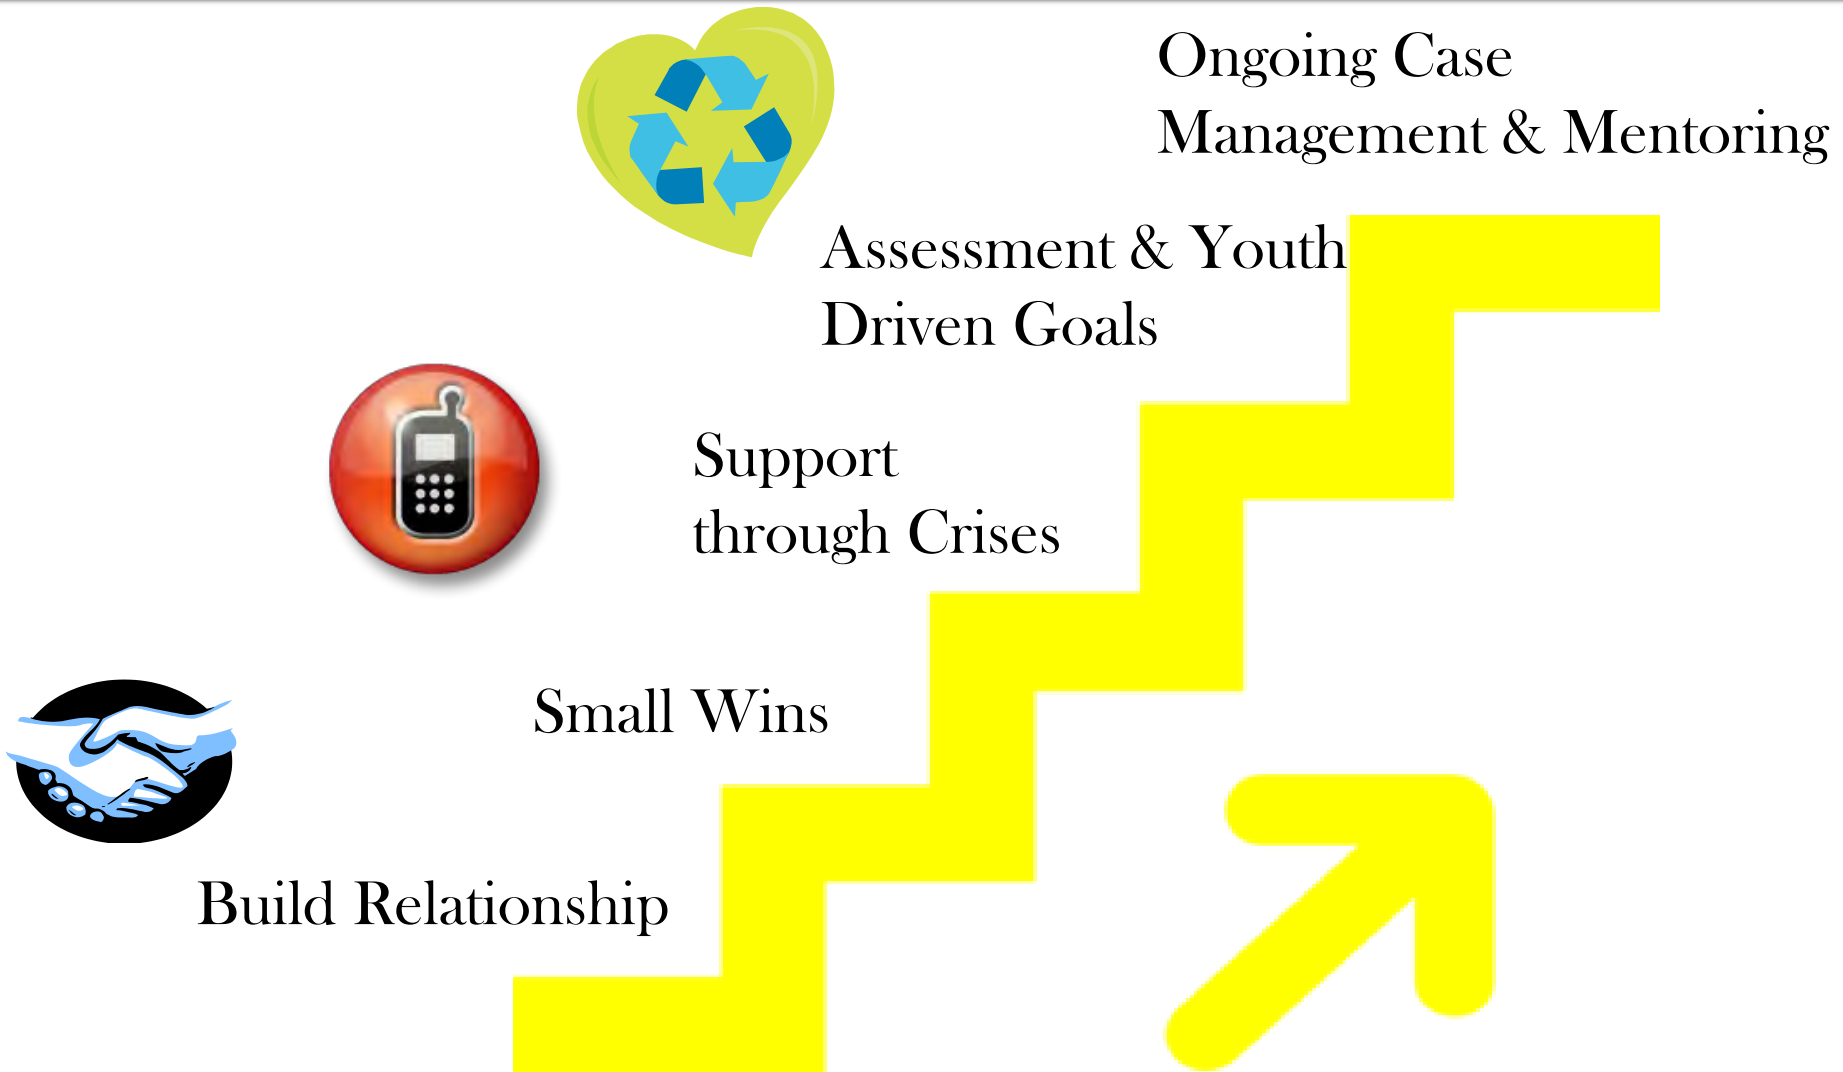 Ongoing Case
Management & Mentoring
Assessment & Youth
Driven Goals
Support
through Crises
Small Wins
Build Relationship